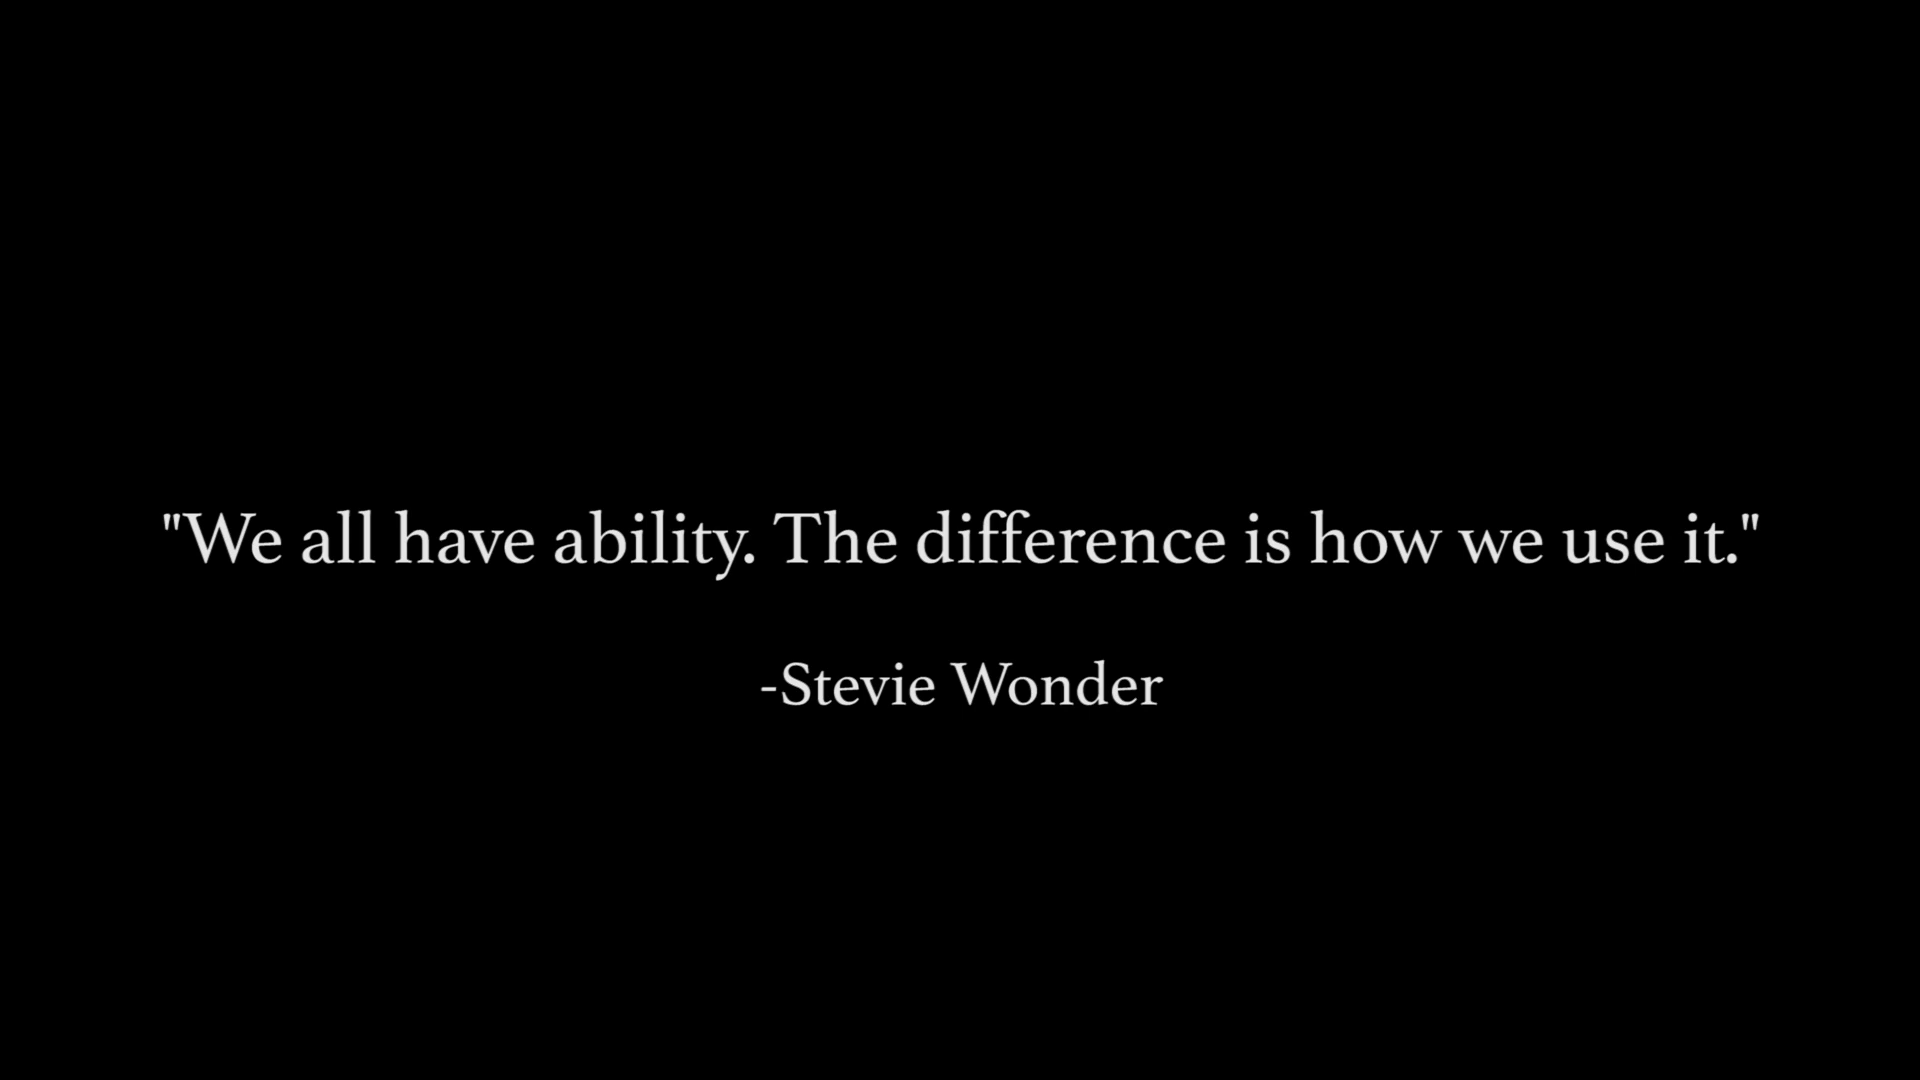 "We all have ability. The difference is how we use it."
-Stevie Wonder